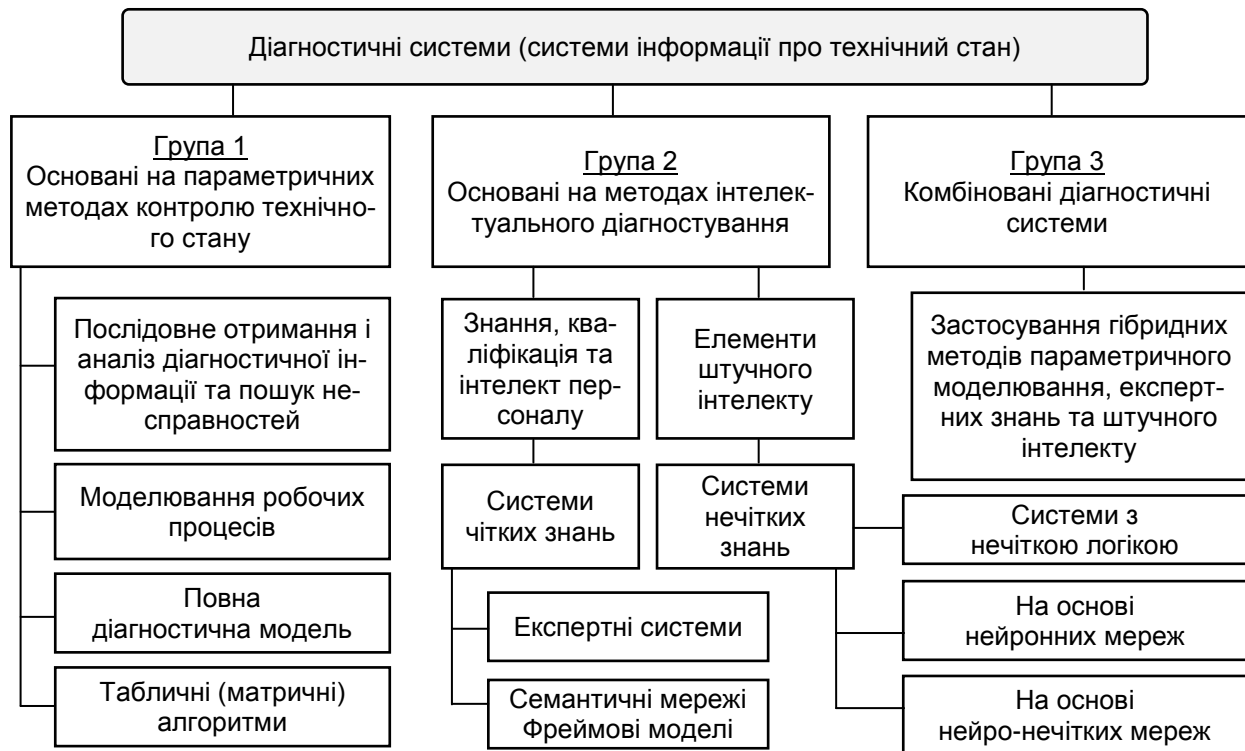 Діагностичні системи (системи інформації про технічний стан)
Група 1
Основані на параметричних
методах контролю технічно-
го стану
Послідовне отримання і
аналіз діагностичної ін-
формації та пошук не-
справностей
Моделювання робочих
процесів
Повна
діагностична модель
Табличні (матричні)
алгоритми
Група 2
Основані на методах інтелек-
туального діагностування
Знання, ква-
ліфікація та
інтелект пер-
соналу
Системи
чітких знань
Експертні системи
Семантичні мережі
Фреймові моделі
Елементи
штучного
інтелекту
Системи
нечітких
знань
Системи з
нечіткою логікою
На основі
нейронних мереж
На основі
нейро-нечітких мереж
Група 3
Комбіновані діагностичні
системи
Застосування гібридних
методів параметричного
моделювання, експерт-
них знань та штучного
інтелекту